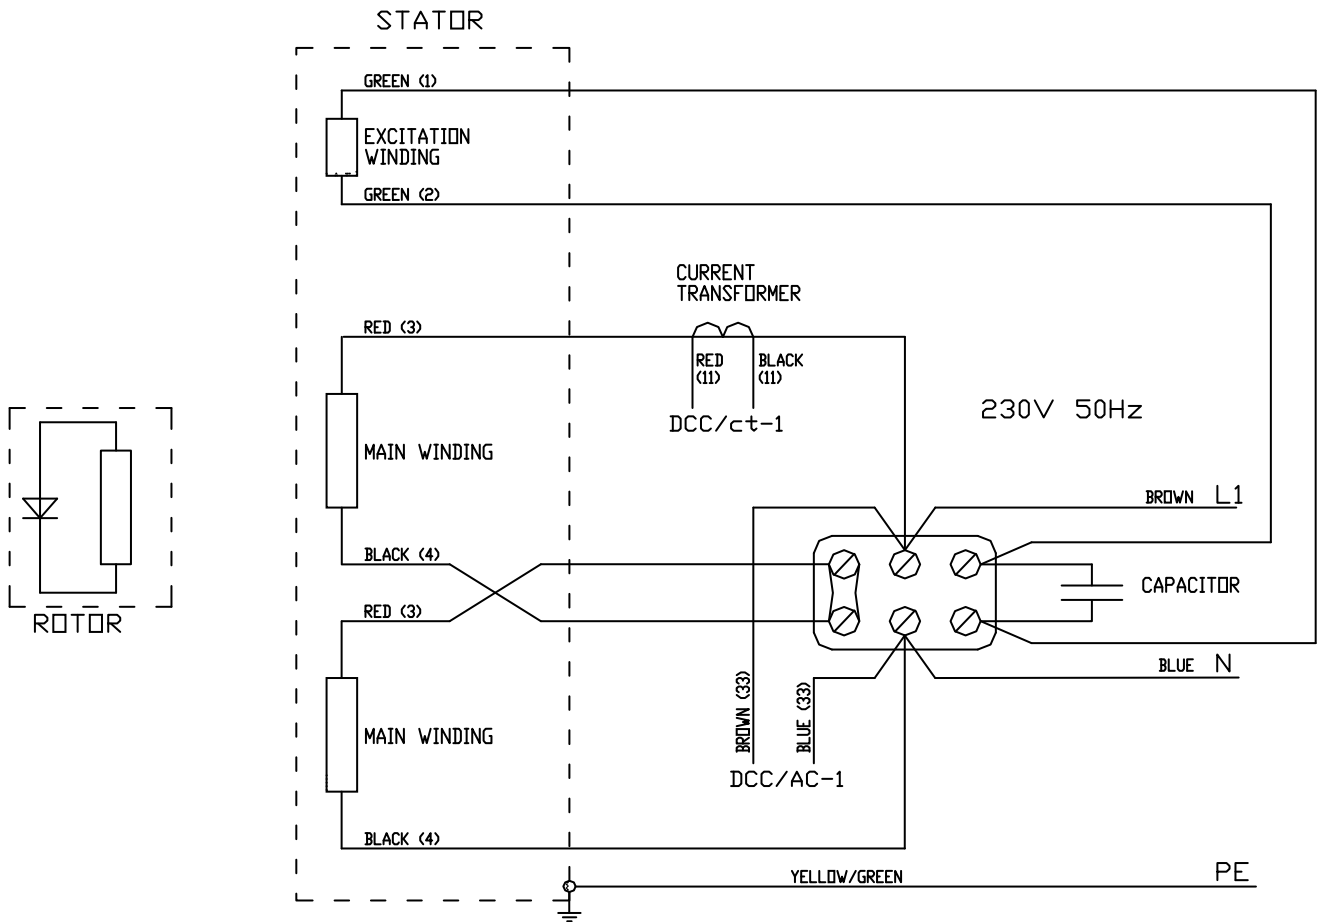 STATOR
GREEN (1)
EXCITATION
WINDING
GREEN (2)
CURRENT
TRANSFORMER
RED (3)
RED
(11)
BLACK
(11)
DCC/ct-1
230V 50Hz
MAIN WINDING
BROWN L1
BLACK (4)
CAPACITOR
RED (3)
ROTOR
BLUE N
BROWN (33)
BLUE (33)
MAIN WINDING
DCC/AC-1
BLACK (4)
YELLOW/GREEN
PE